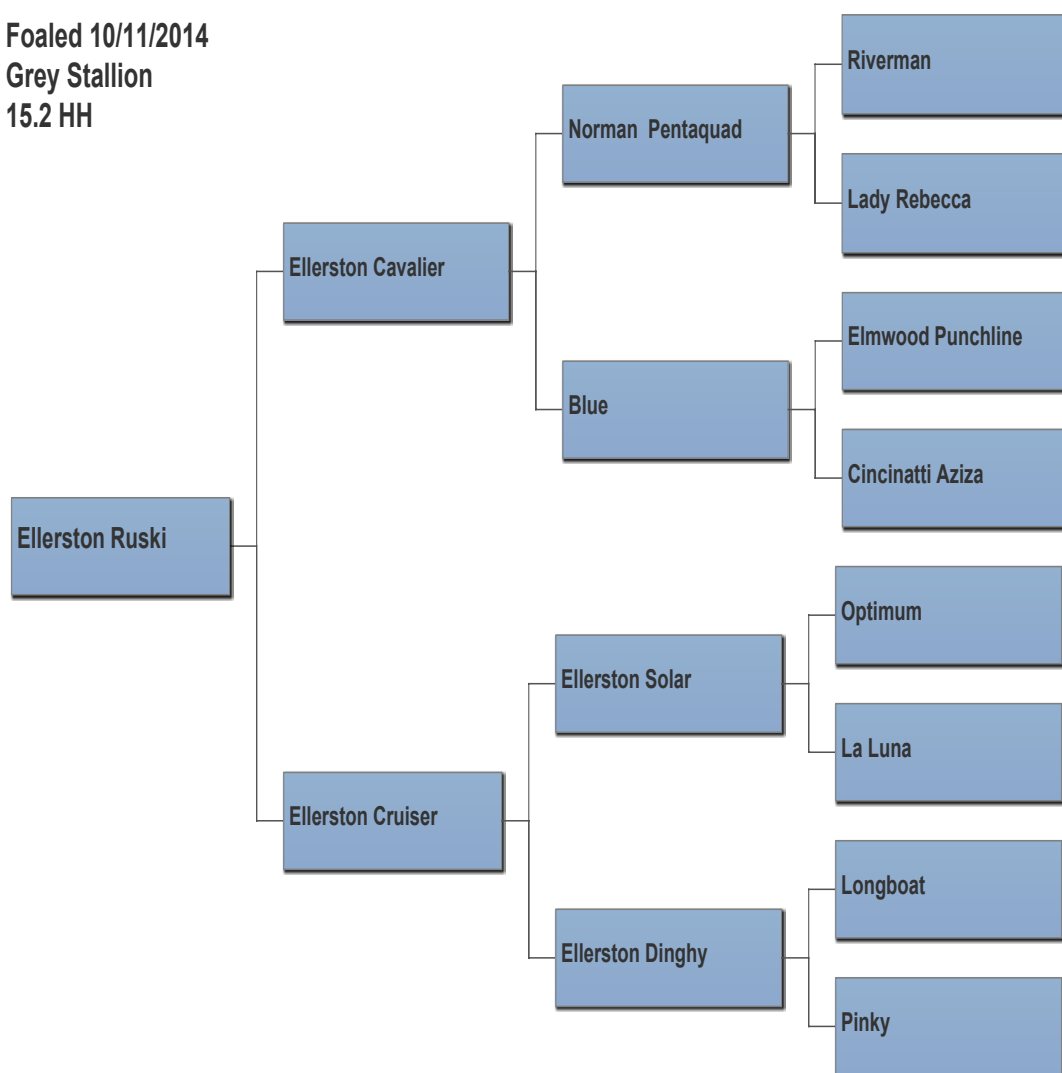 Foaled 10/11/2014
Grey Stallion
15.2 HH
Riverman
Norman  Pentaquad
Lady Rebecca
Ellerston Cavalier
Elmwood Punchline
Blue
Cincinatti Aziza
Ellerston Ruski
Optimum
Ellerston Solar
La Luna
Ellerston Cruiser
Longboat
Ellerston Dinghy
Pinky